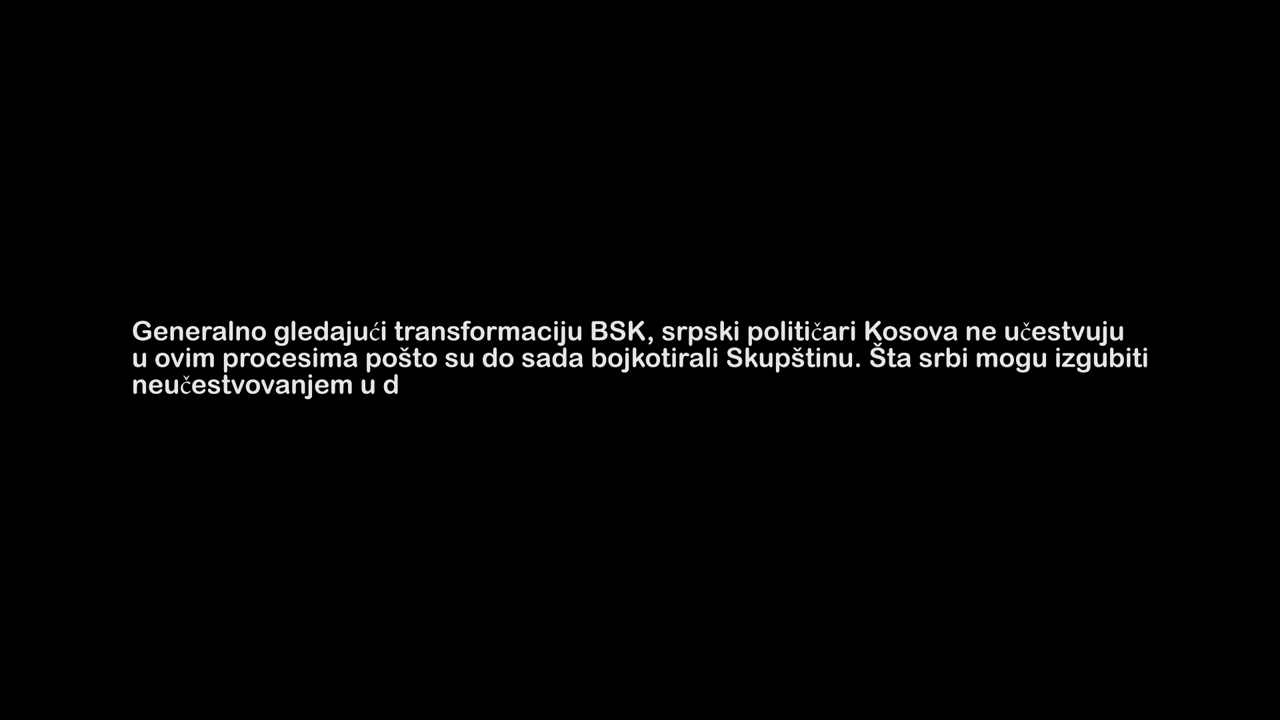 Generalno gledajući transformaciju BSK, srpski političari Kosova ne učestvuju
u ovim procesima pošto su do sada bojkotirali Skupštinu. Šta srbi mogu izgubiti
neučestvovanjem u d